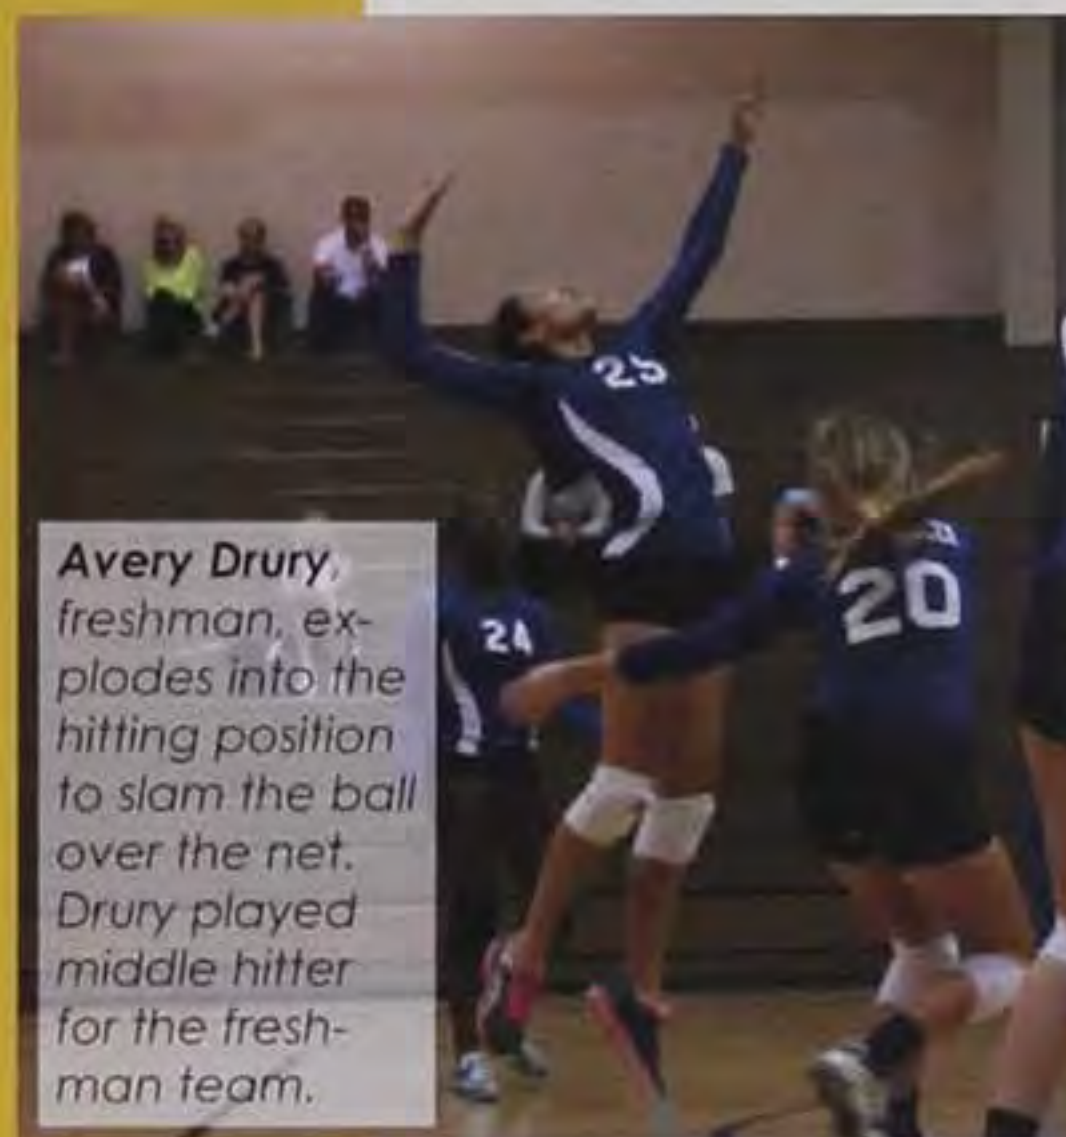 25
20
24
Avery Drury,
freshman, ex-
plodes into the
hitting position
to slam the ball
over the net.
Drury played
middle hitter
for the fresh-
man team.